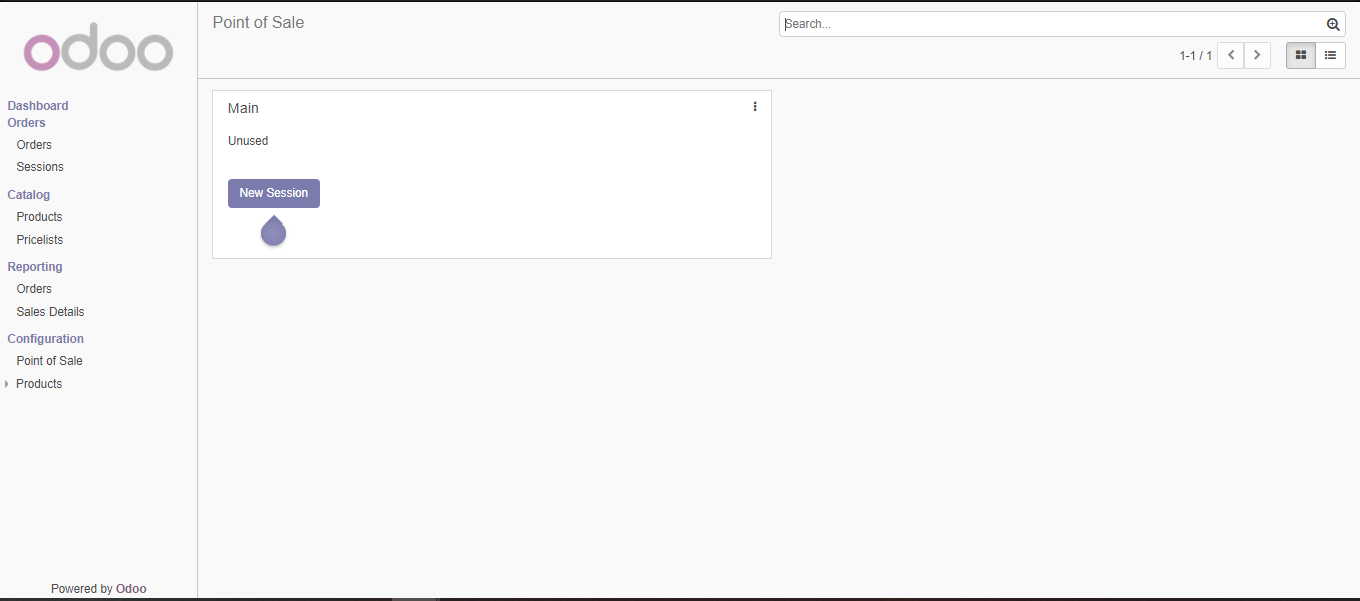 odoo
Dashboard
Orders
Orders
Sessions
Catalog
Products
Pricelists
Reporting
Orders
Sales Details
Configuration
Point of Sale
Products
Powered by Odoo
Point of Sale
Search...
1-1 / 1
Main
Unused
New Session